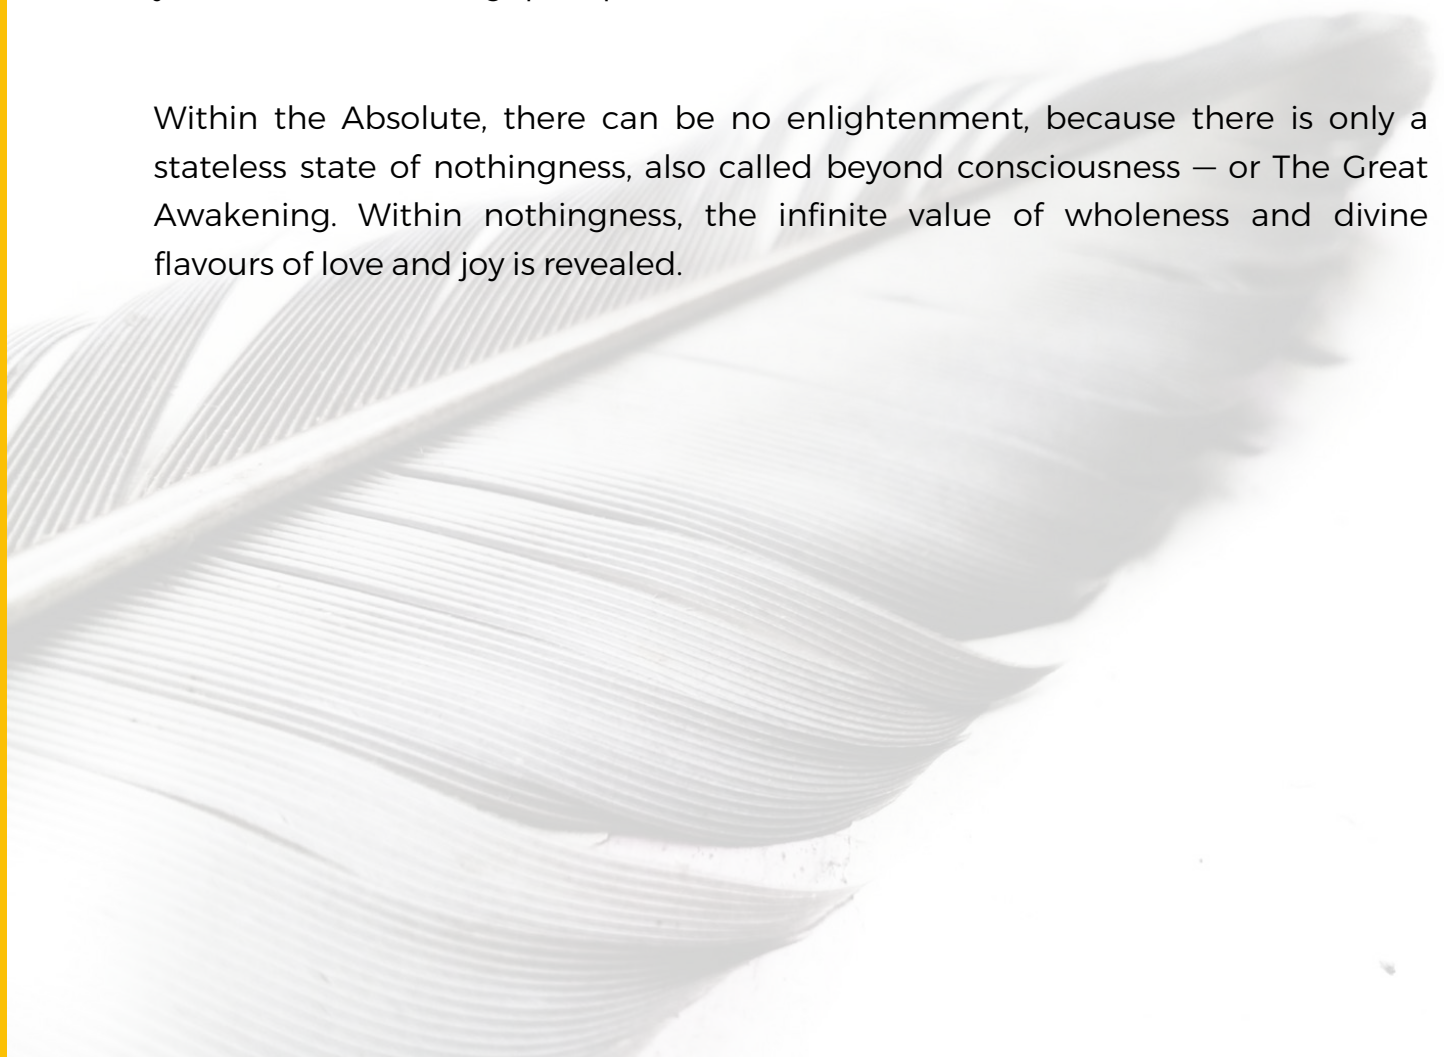 Within the Absolute, there can be no enlightenment, because there is only a
stateless state of nothingness, also called beyond consciousness — or The Great
Awakening. Within nothingness, the infinite value of wholeness and divine
flavours of love and joy is revealed.